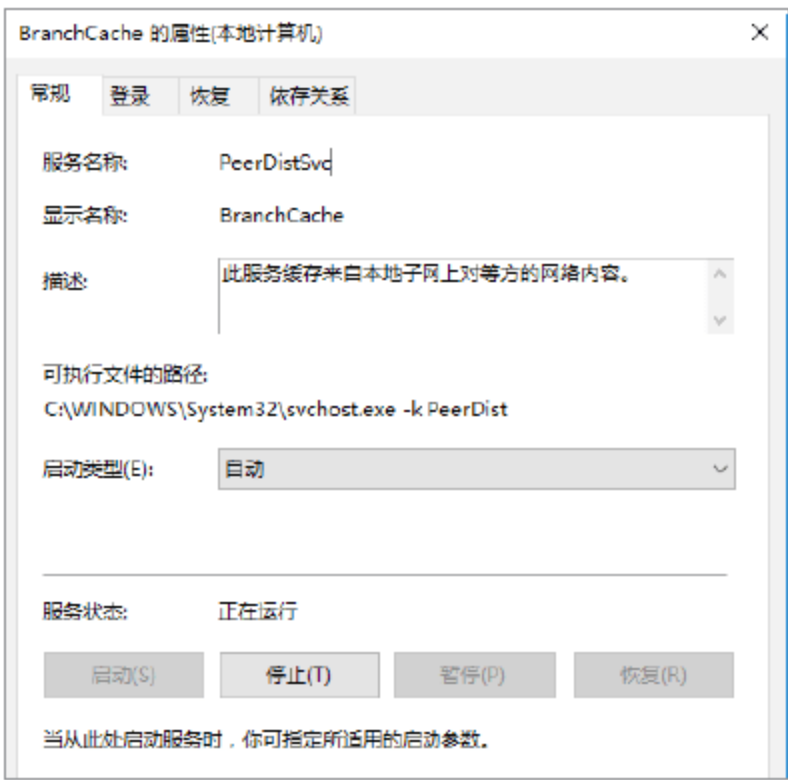 BranchCache 的属性(本地计算机)
常规 登录 恢复 依存关系
服务名称: PeerDistSvc
显示名称: BranchCache
描述: 此服务缓存来自本地子网上对等方的网络内容。
可执行文件的路径:
C:\WINDOWS\System32\svchost.exe -k PeerDist
启动类型(E): 自动
服务状态: 正在运行
启动(S) 停止(T) 暂停(P) 恢复(R)
当从此处启动服务时，你可指定所适用的启动参数。